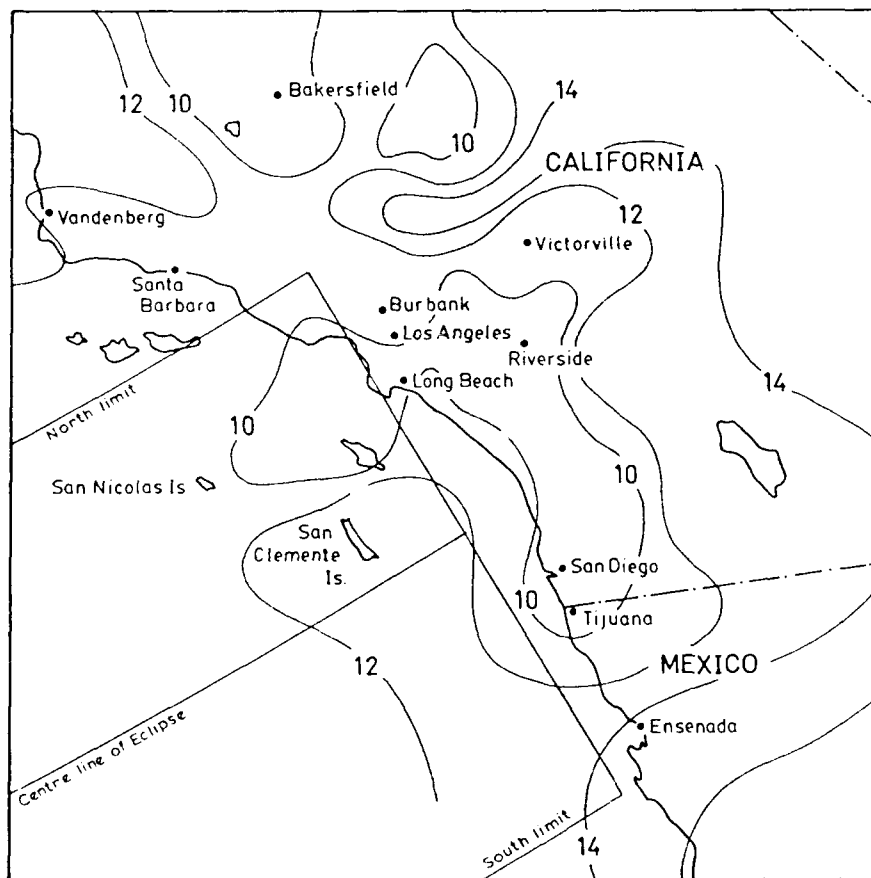 Bakersfield
14
12
10
10
CALIFORNIA
Vandenberg
12
Victorville
Santa
Barbara
Burbank
Los Angeles
Riverside
Long Beach
14
North limit
10
San Nicolas Is
10
San
Clemente
Is.
San Diego
10
Tijuana
12
MEXICO
Ensenada
Centre line of Eclipse
South limit
14